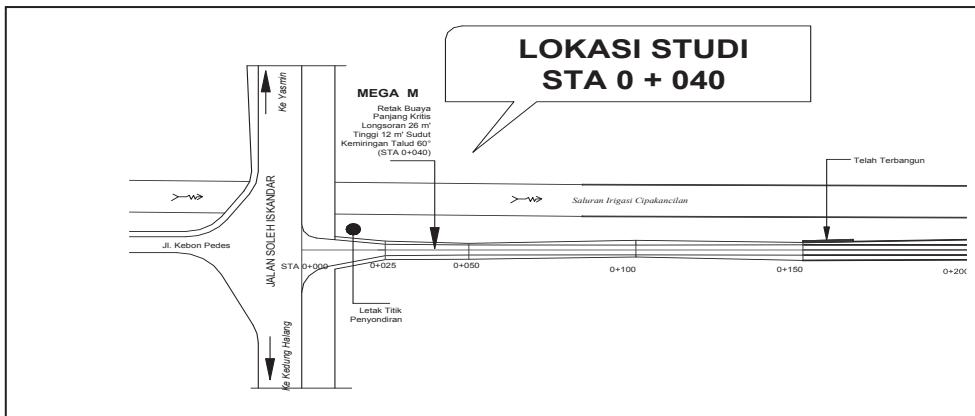 LOKASI STUDI
STA 0 + 040
Ke Yasmin
MEGA M
Retak Buaya
Panjang Kritis
Longsoran 26 m'
Tinggi 12 m' Sudut
Kemiringan Talud 60°
(STA 0+040)
Telah Terbangun
JALAN SOLEH ISKANDAR
Saluran Irigasi Cipakancilan
Jl. Kebon Pedes
STA 0+000
0+025
0+050
0+100
0+150
0+200
Letak Titik
Penyondiran
Ke Kedung Halang